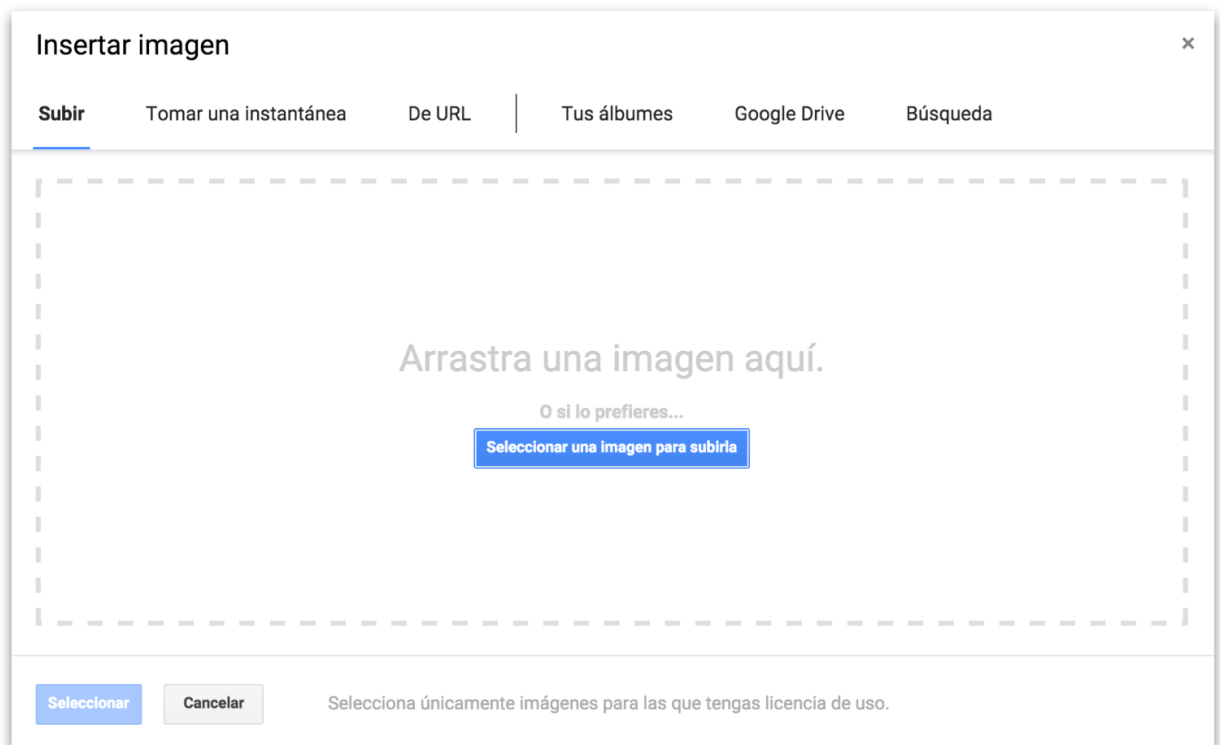 Insertar imagen ×
Subir Tomar una instantánea De URL Tus álbumes Google Drive Búsqueda
Arrastra una imagen aquí.
O si lo prefieres...
Seleccionar una imagen para subirla
Seleccionar Cancelar Selecciona únicamente imágenes para las que tengas licencia de uso.